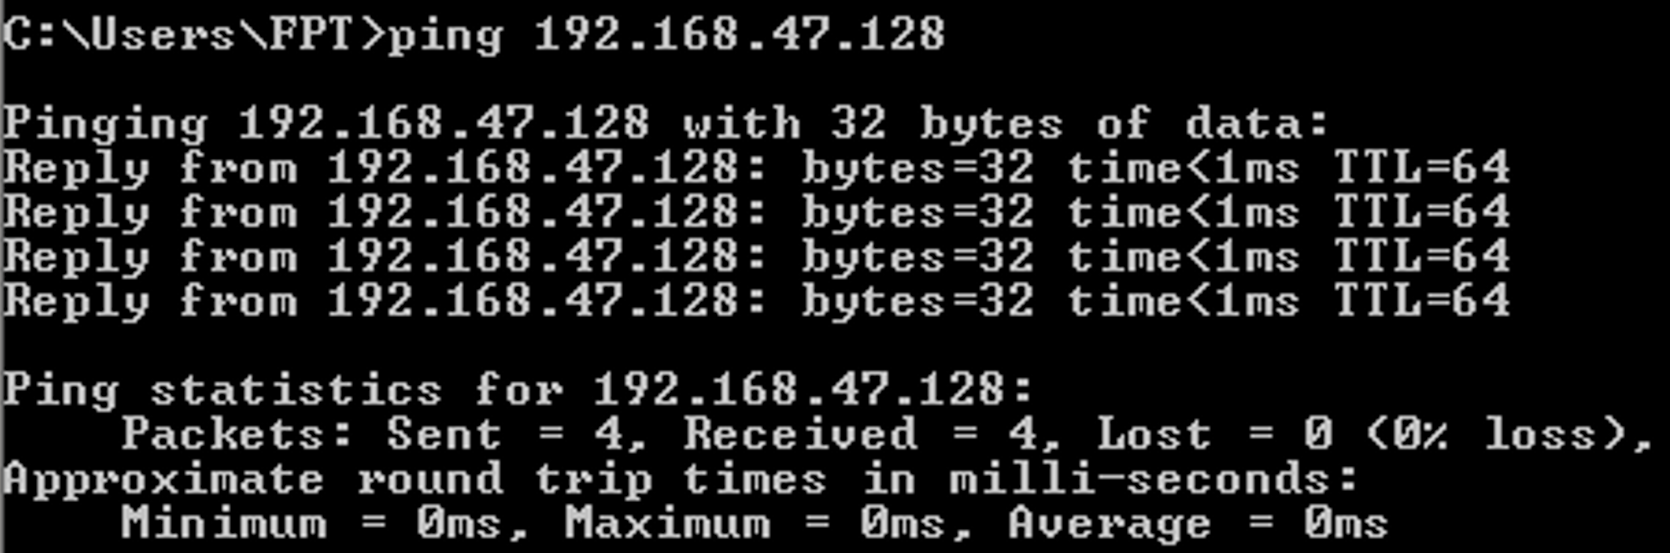 C:\Users\FPT>ping 192.168.47.128
Pinging 192.168.47.128 with 32 bytes of data:
Reply from 192.168.47.128: bytes=32 time<1ms TTL=64
Reply from 192.168.47.128: bytes=32 time<1ms TTL=64
Reply from 192.168.47.128: bytes=32 time<1ms TTL=64
Reply from 192.168.47.128: bytes=32 time<1ms TTL=64
Ping statistics for 192.168.47.128:
    Packets: Sent = 4, Received = 4, Lost = 0 (0% loss),
Approximate round trip times in milli-seconds:
    Minimum = 0ms, Maximum = 0ms, Average = 0ms